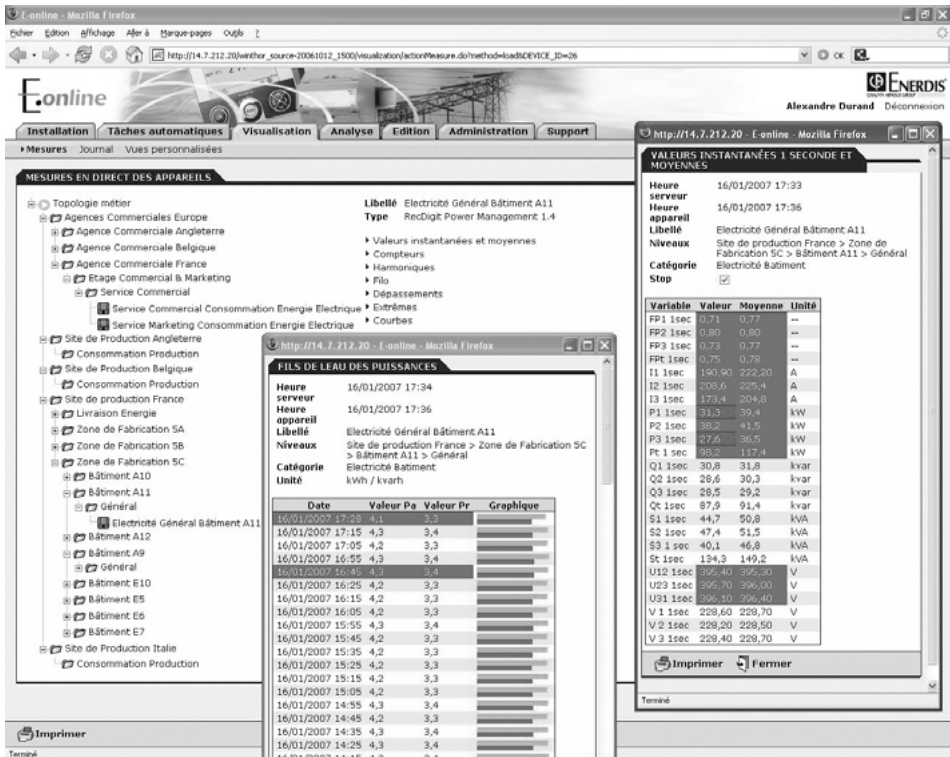 E-online - Mozilla Firefox
Fichier Edition Affichage Aller à Marque-pages Outils ?
http://14.7.212.20/winthor_source-20061012_1500/visualization/actionMeasure.do?method=load&DEVICE_ID=26
OK
E.online
ENERDIS
Alexandre Durand Déconnexion
Installation Tâches automatiques Visualisation Analyse Edition Administration Support
Mesures Journal Vues personnalisées
MESURES EN DIRECT DES APPAREILS
Topologie métier
Agences Commerciales Europe
Agence Commerciale Angleterre
Agence Commerciale Belgique
Agence Commerciale France
Etage Commercial & Marketing
Service Commercial
Service Commercial Consommation Energie Electrique
Service Marketing Consommation Energie Electrique
Site de Production Angleterre
Consommation Production
Site de Production Belgique
Consommation Production
Site de production France
Livraison Energie
Zone de Fabrication 5A
Zone de Fabrication 5B
Zone de Fabrication 5C
Bâtiment A10
Bâtiment A11
Général
Electricité Général Bâtiment A11
Bâtiment A12
Bâtiment A9
Général
Bâtiment E10
Bâtiment E5
Bâtiment E6
Bâtiment E7
Site de Production Italie
Consommation Production
Libellé Electricité Général Bâtiment A11
Type RecDigit Power Management 1.4
Valeurs instantanées et moyennes
Compteurs
Harmoniques
Filo
Dépassements
Extrêmes
Courbes
Imprimer
Terminé
http://14.7.212.20 - E-online - Mozilla Firefox
FILS DE LEAU DES PUISSANCES
Heure serveur 16/01/2007 17:34
Heure appareil 16/01/2007 17:36
Libellé Electricité Général Bâtiment A11
Niveaux Site de production France > Zone de Fabrication 5C
> Bâtiment A11 > Général
Catégorie Electricité Batiment
Unité kWh / kvarh
Date Valeur Pa Valeur Pr Graphique
16/01/2007 17:28 4,1 3,3
16/01/2007 17:15 4,3 3,4
16/01/2007 17:05 4,2 3,4
16/01/2007 16:55 4,3 3,4
16/01/2007 16:45 4,3 3,4
16/01/2007 16:25 4,2 3,3
16/01/2007 16:15 4,2 3,3
16/01/2007 16:05 4,2 3,3
16/01/2007 15:55 4,3 3,4
16/01/2007 15:45 4,3 3,4
16/01/2007 15:35 4,2 3,3
16/01/2007 15:25 4,2 3,3
16/01/2007 15:15 4,2 3,3
16/01/2007 15:05 4,2 3,3
16/01/2007 14:55 4,3 3,4
16/01/2007 14:45 4,2 3,3
16/01/2007 14:35 4,3 3,4
16/01/2007 14:25 4,3 3,4
http://14.7.212.20 - E-online - Mozilla Firefox
VALEURS INSTANTANÉES 1 SECONDE ET
MOYENNES
Heure serveur 16/01/2007 17:33
Heure appareil 16/01/2007 17:36
Libellé Electricité Général Bâtiment A11
Niveaux Site de production France > Zone de
Fabrication 5C > Bâtiment A11 > Général
Catégorie Electricité Batiment
Stop
Variable Valeur Moyenne Unité
FP1 1sec 0,71 0,77 --
FP2 1sec 0,80 0,80 --
FP3 1sec 0,73 0,77 --
FPt 1sec 0,75 0,78 --
I1 1sec 190,90 222,20 A
I2 1sec 208,6 225,4 A
I3 1sec 173,4 204,8 A
P1 1sec 31,3 39,4 kW
P2 1sec 38,2 41,5 kW
P3 1sec 27,6 36,5 kW
Pt 1 sec 98,2 117,4 kW
Q1 1sec 30,8 31,8 kvar
Q2 1sec 28,6 30,3 kvar
Q3 1sec 28,5 29,2 kvar
Qt 1sec 87,9 91,4 kvar
S1 1sec 44,7 50,8 kVA
S2 1sec 47,4 51,5 kVA
S3 1 sec 40,1 46,8 kVA
St 1sec 134,3 149,2 kVA
U12 1sec 395,40 395,30 V
U23 1sec 395,70 396,00 V
U31 1sec 396,10 396,40 V
V 1 1sec 228,60 228,70 V
V 2 1sec 228,20 228,50 V
V 3 1sec 228,40 228,70 V
Imprimer Fermer
Terminé